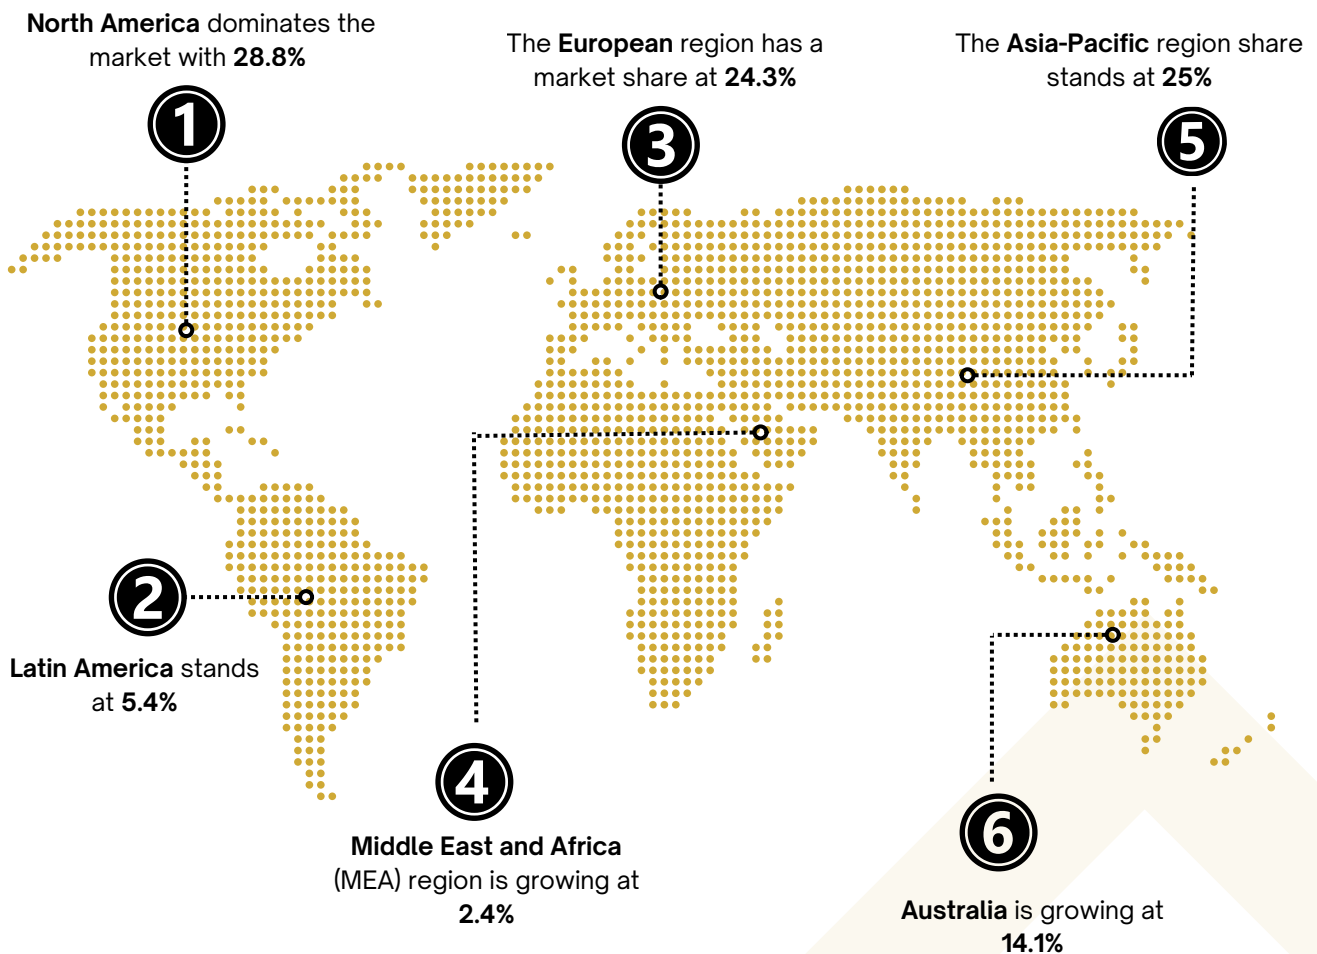 North America dominates the
market with 28.8%
1
The European region has a
market share at 24.3%
3
The Asia-Pacific region share
stands at 25%
5
2
Latin America stands
at 5.4%
4
Middle East and Africa
(MEA) region is growing at
2.4%
6
Australia is growing at
14.1%